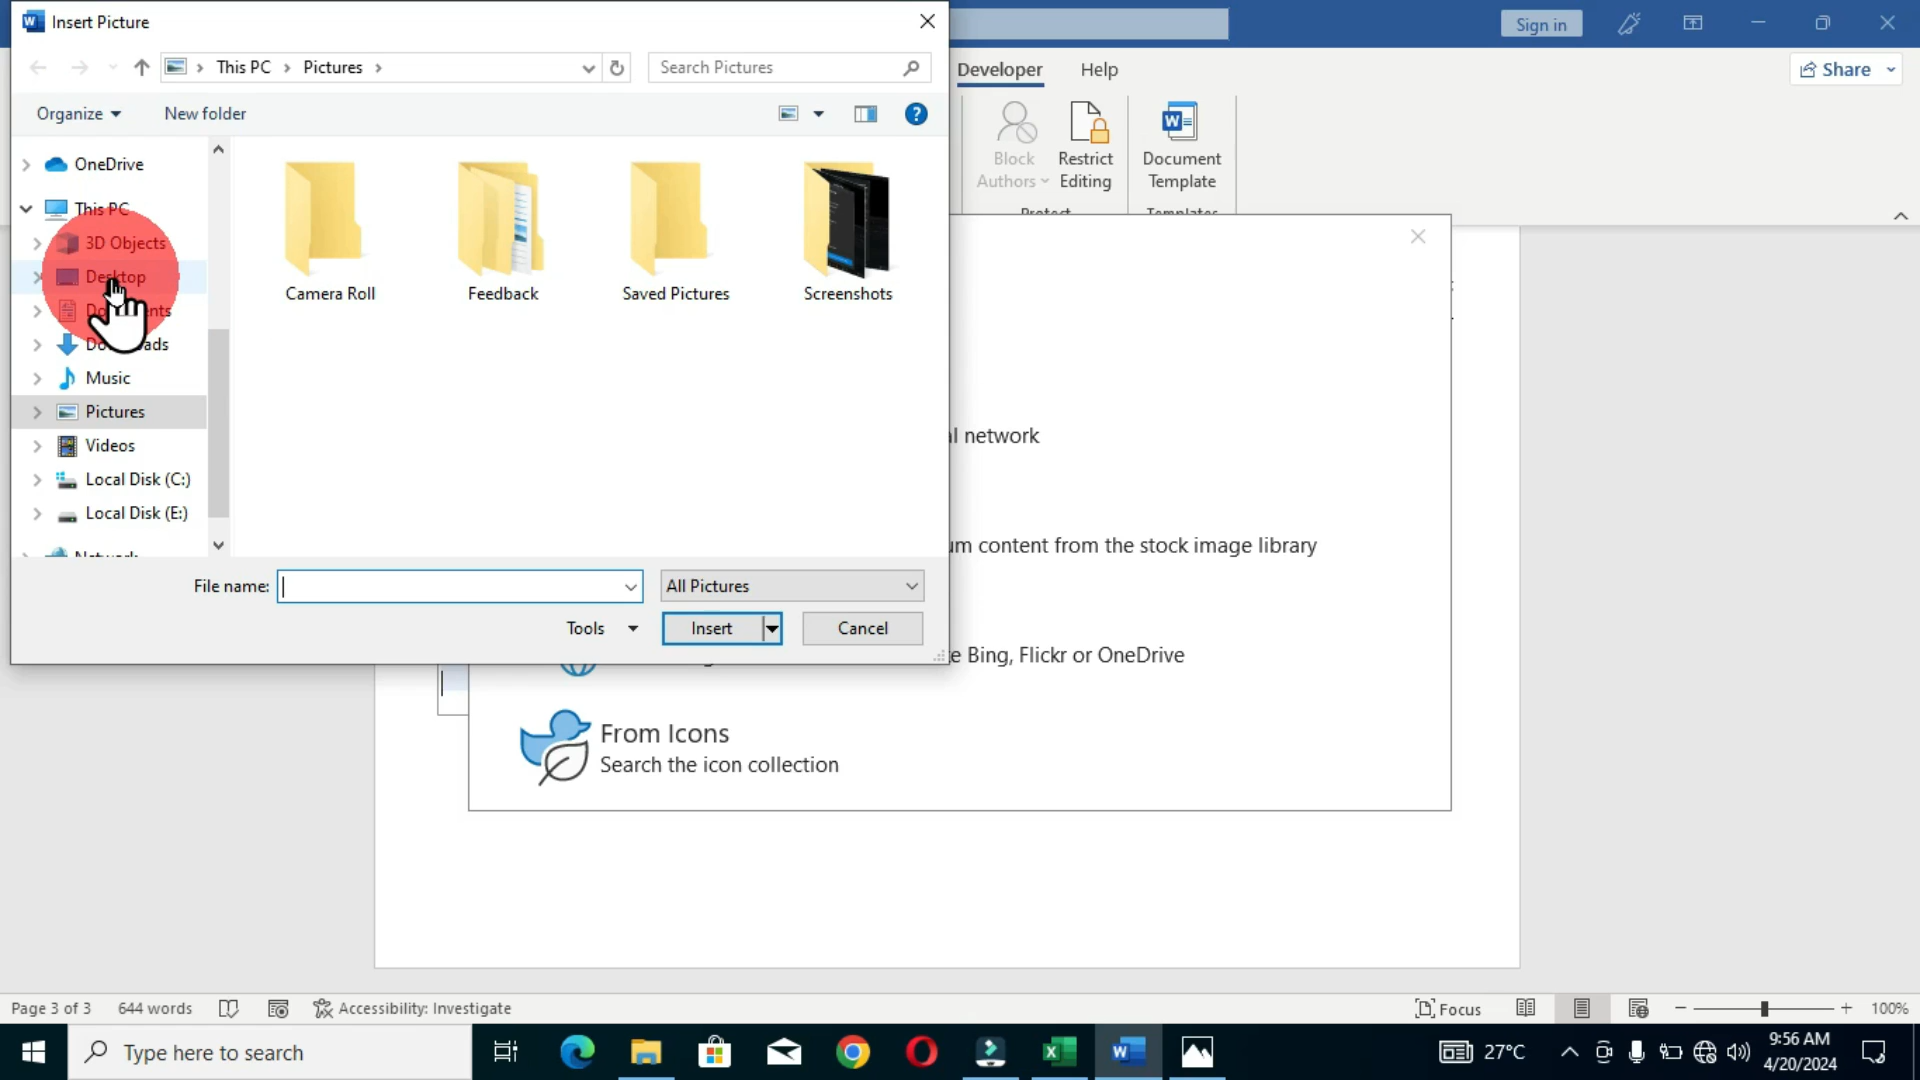 Insert Picture
Sign in
This PC > Pictures >
Search Pictures
Developer
Help
Share
Organize
New folder
OneDrive
This PC
3D Objects
Desktop
Music
Pictures
Videos
Local Disk (C:)
Local Disk (E:)
Camera Roll
Feedback
Saved Pictures
Screenshots
Block
Authors
Restrict
Editing
Document
Template
File name:
All Pictures
Tools
Insert
Cancel
network
content from the stock image library
Bing, Flickr or OneDrive
From Icons
Search the icon collection
Page 3 of 3
644 words
Accessibility: Investigate
Focus
100%
Type here to search
27°C
9:56 AM
4/20/2024